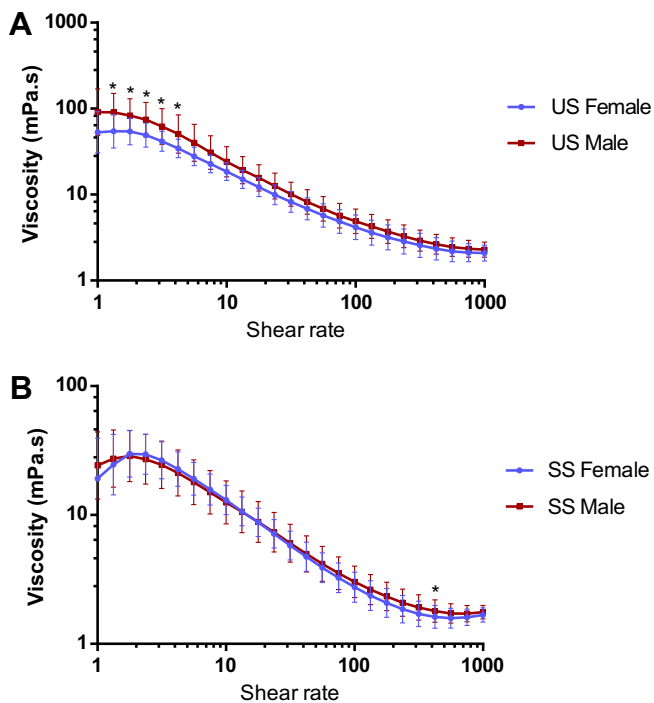 A
Viscosity (mPa.s)
1000
100
10
1
* * * * *
1 10 100 1000
Shear rate
US Female
US Male
B
Viscosity (mPa.s)
100
10
1
*
1 10 100 1000
Shear rate
SS Female
SS Male